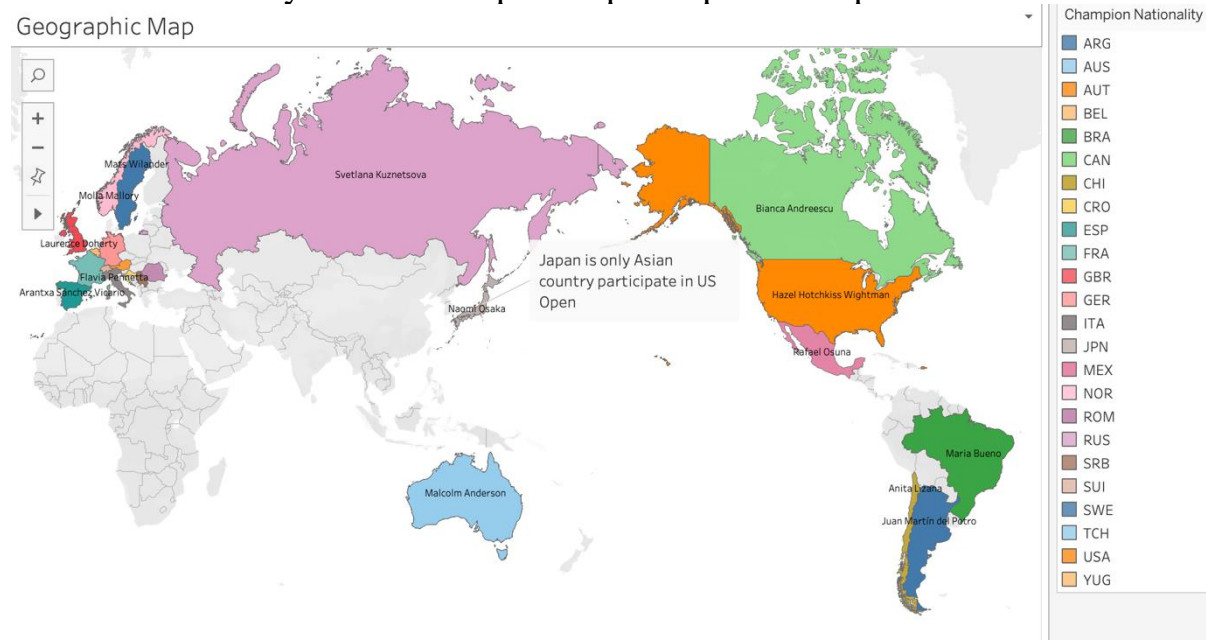 Geographic Map
Champion Nationality
ARG
AUS
AUT
BEL
BRA
CAN
CHI
CRO
ESP
FRA
GBR
GER
ITA
JPN
MEX
NOR
ROM
RUS
SRB
SUI
SWE
TCH
USA
YUG
Mats Wilander
Molla Mallory
Laurence Doherty
Flavia Pennetta
Arantxa Sánchez Vicario
Svetlana Kuznetsova
Naomi Osaka
Japan is only Asian
country participate in US
Open
Bianca Andreescu
Hazel Hotchkiss Wightman
Rafael Osuna
Malcolm Anderson
Maria Bueno
Anita Lizana
Juan Martín del Potro